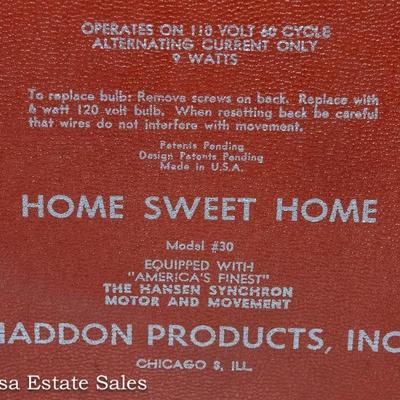 OPERATES ON 110 VOLT 60 CYCLE
ALTERNATING CURRENT ONLY
9 WATTS
To replace bulb: Remove screws on back. Replace with
6 watt 120 volt bulb. When resetting back be careful
that wires do not interfere with movement.
Patents Pending
Design Patents Pending
Made in U.S.A.
HOME SWEET HOME
Model #30
EQUIPPED WITH
"AMERICA'S FINEST"
THE HANSEN SYNCHRON
MOTOR AND MOVEMENT
HADDON PRODUCTS, INC
CHICAGO 8, ILL.
sa Estate Sales